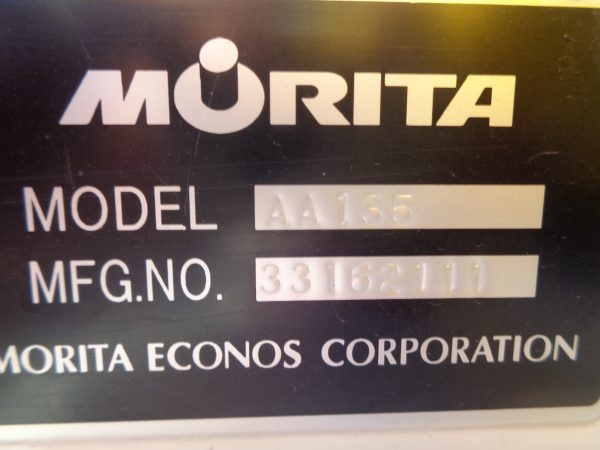 MORITA
MODEL AA135
MFG.NO. 33162111
MORITA ECONOS CORPORATION